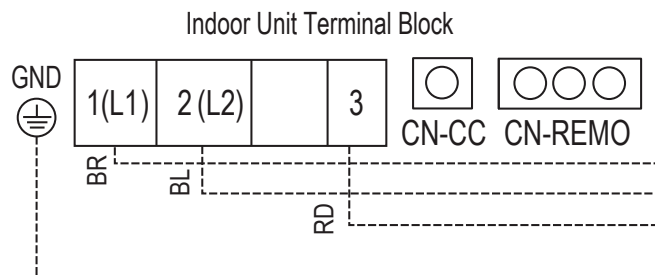 Indoor Unit Terminal Block
GND
1(L1)
2 (L2)
3
CN-CC
CN-REMO
BR
BL
RD